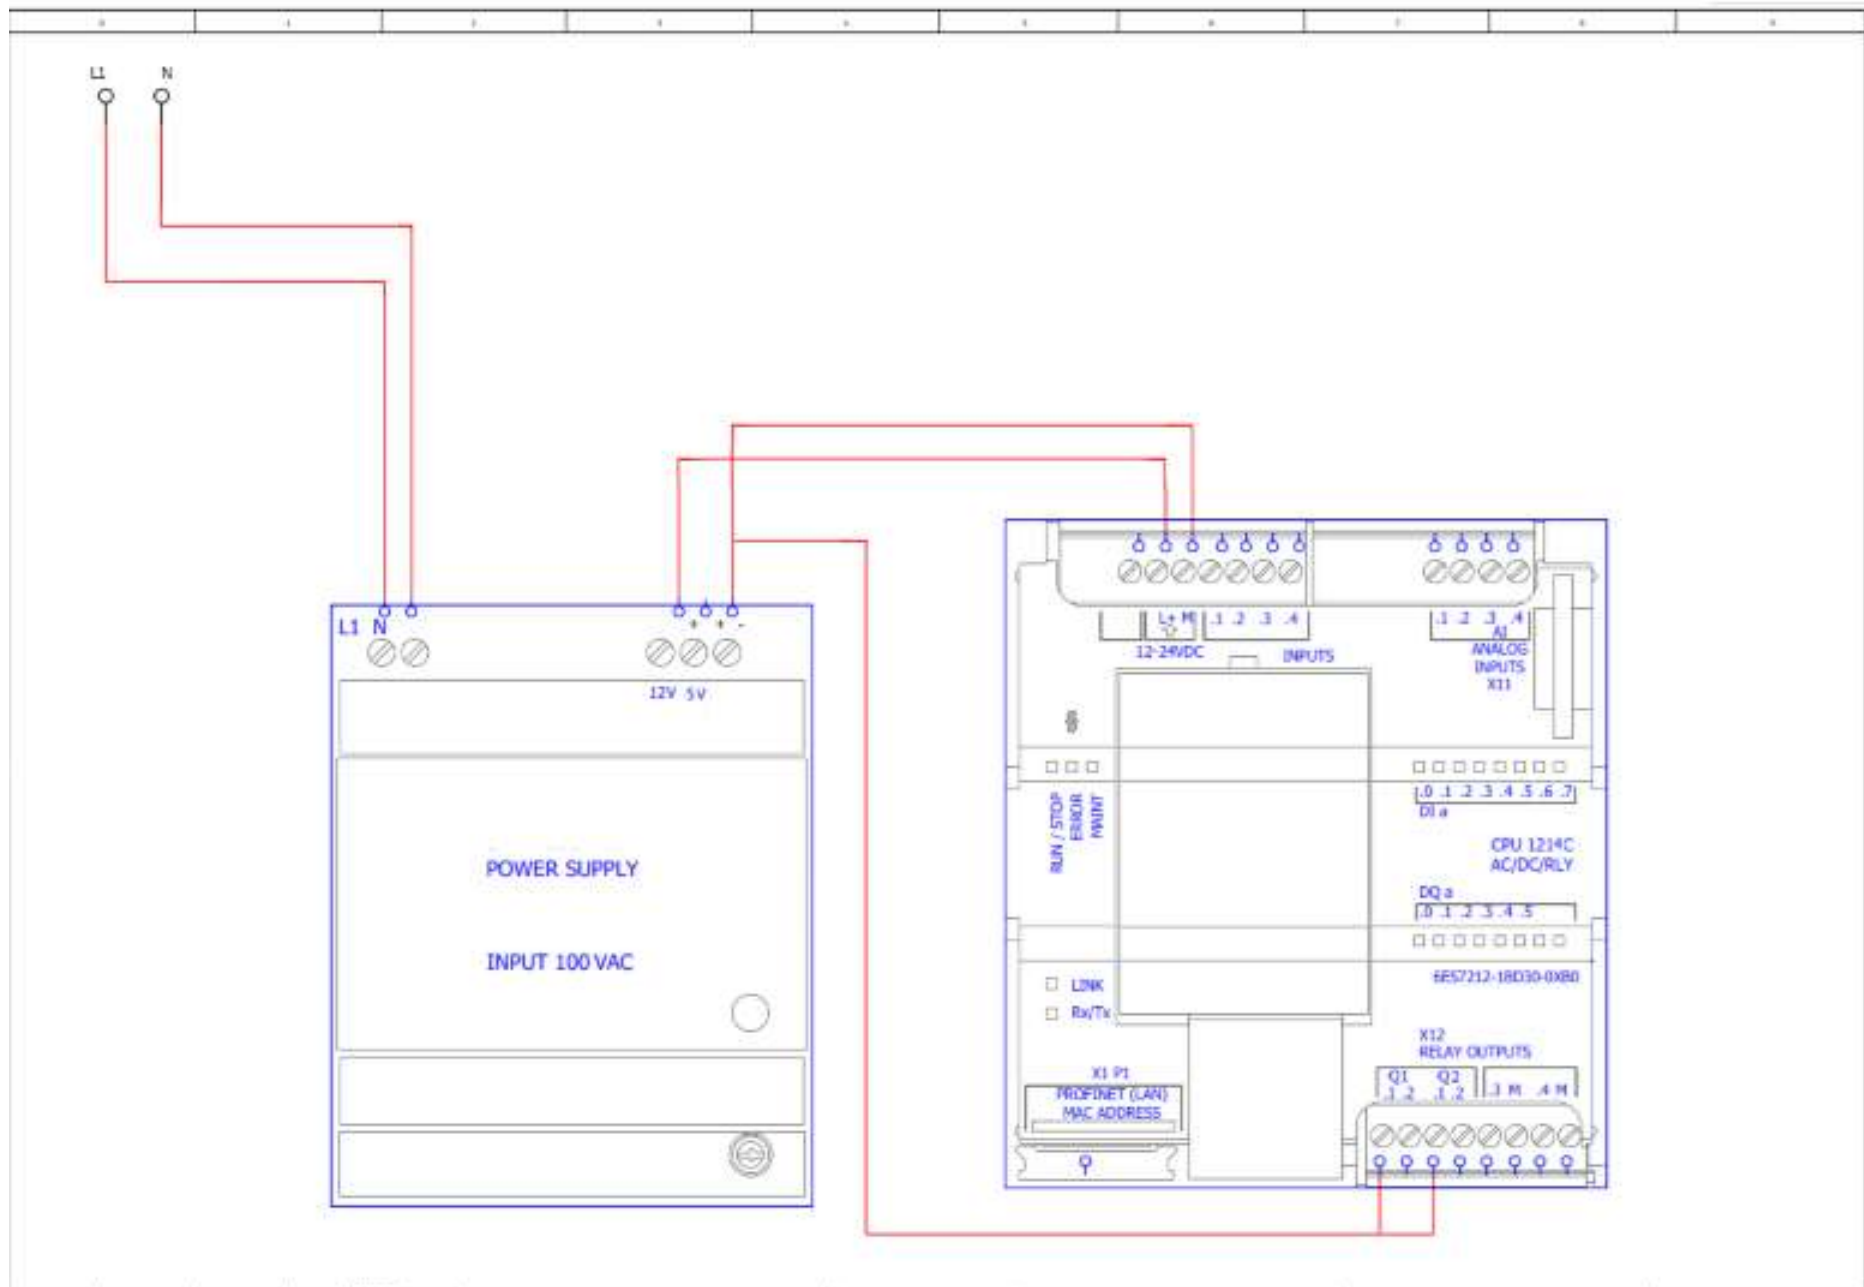 L1 N
L1 N + + -
12V 5V
POWER SUPPLY
INPUT 100 VAC
L+ M .1 .2 .3 .4
12-24VDC
INPUTS
.1 .2 .3 .4
AI
ANALOG
INPUTS
X11
RUN / STOP
ERROR
MAINT
.0 .1 .2 .3 .4 .5 .6 .7
DI a
CPU 1214C
AC/DC/RLY
DQ a
.0 .1 .2 .3 .4 .5
LINK
Rx/Tx
X12
RELAY OUTPUTS
Q1 Q2
.1 .2 .1 .2 .3 M .4 M
X1 P1
PROFINET (LAN)
MAC ADDRESS